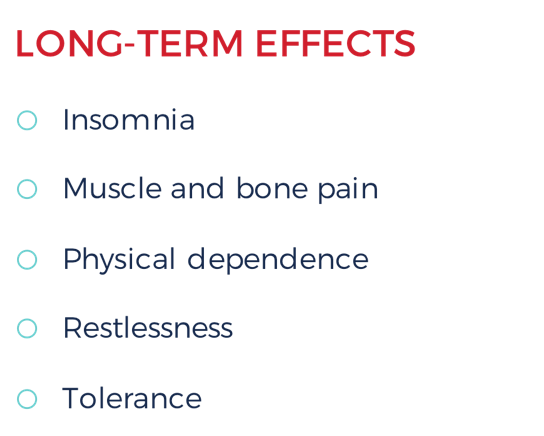 LONG-TERM EFFECTS
Insomnia
Muscle and bone pain
Physical dependence
Restlessness
Tolerance